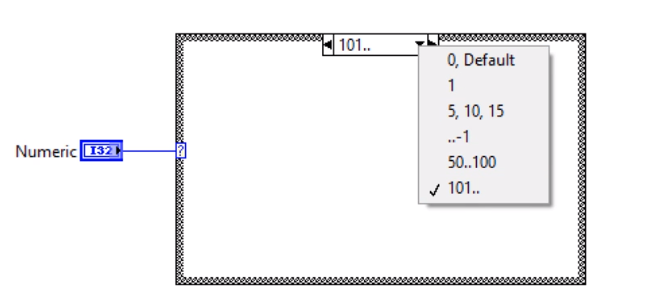 101..
0, Default
1
5, 10, 15
..-1
50..100
101..
Numeric I32
?